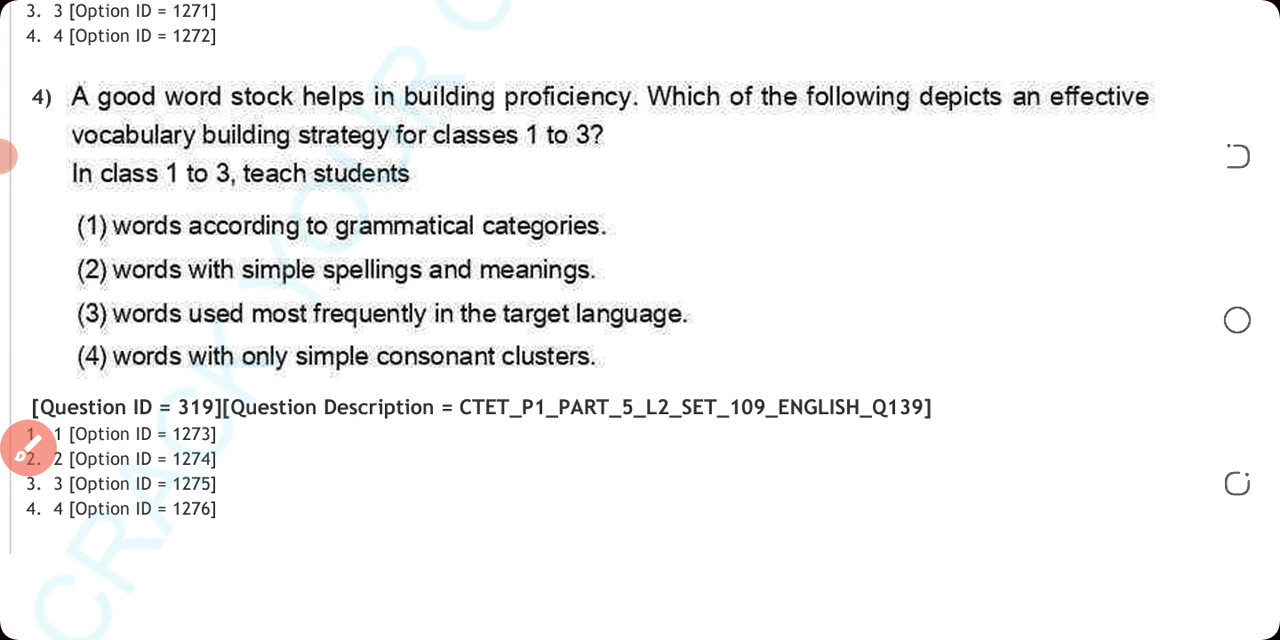 3. 3 [Option ID = 1271]
4. 4 [Option ID = 1272]
4) A good word stock helps in building proficiency. Which of the following depicts an effective
vocabulary building strategy for classes 1 to 3?
In class 1 to 3, teach students
(1) words according to grammatical categories.
(2) words with simple spellings and meanings.
(3) words used most frequently in the target language.
(4) words with only simple consonant clusters.
[Question ID = 319][Question Description = CTET_P1_PART_5_L2_SET_109_ENGLISH_Q139]
1. 1 [Option ID = 1273]
2. 2 [Option ID = 1274]
3. 3 [Option ID = 1275]
4. 4 [Option ID = 1276]
CRACK YOUR